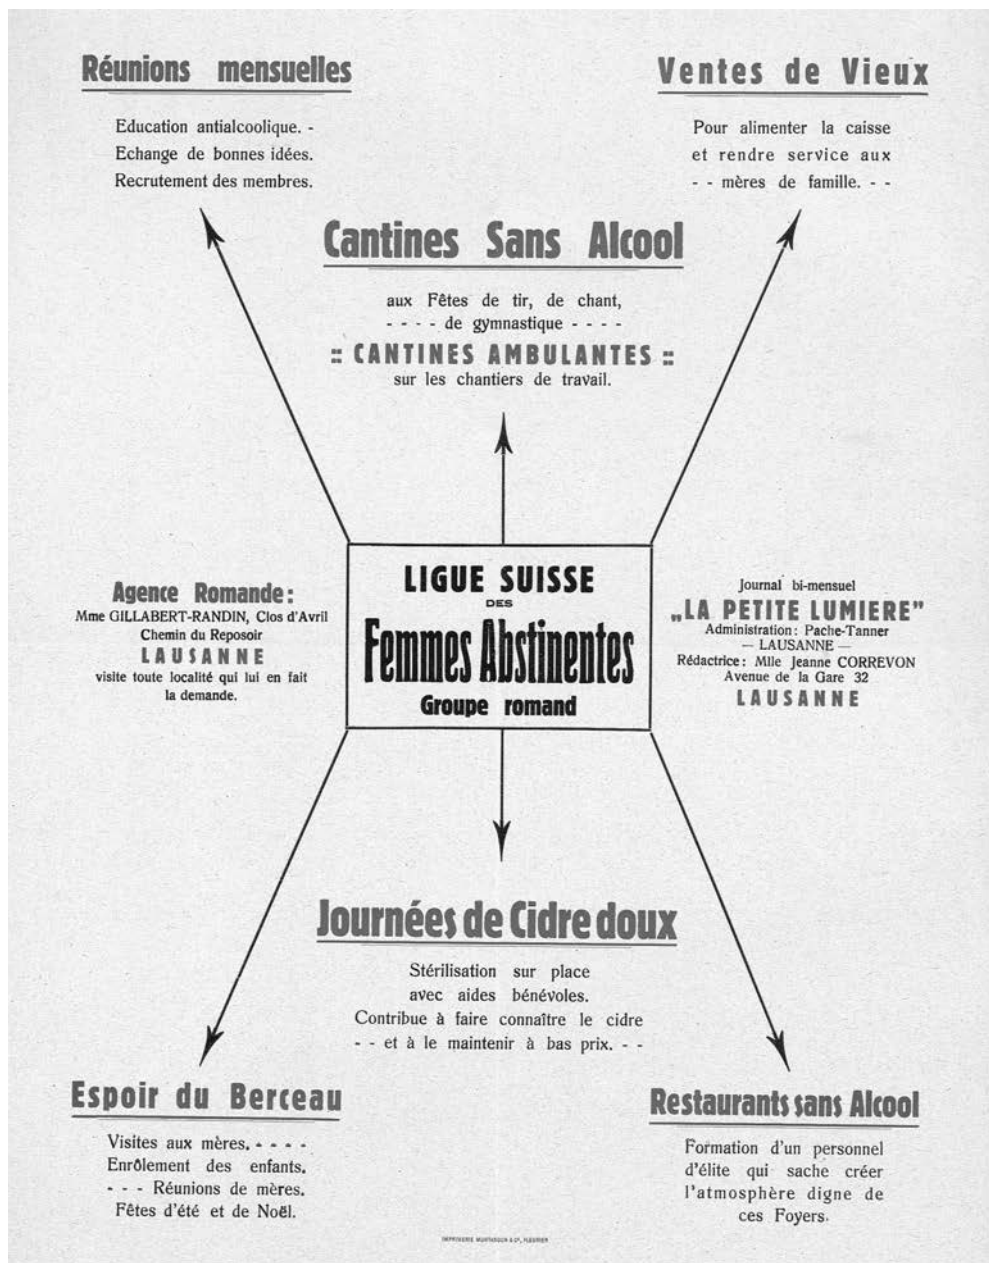 Réunions mensuelles
Education antialcoolique. -
Echange de bonnes idées.
Recrutement des membres.
Ventes de Vieux
Pour alimenter la caisse
et rendre service aux
- - mères de famille. - -
Cantines Sans Alcool
aux Fêtes de tir, de chant,
- - - - de gymnastique - - - -
:: CANTINES AMBULANTES ::
sur les chantiers de travail.
Agence Romande:
Mme GILLABERT-RANDIN, Clos d'Avril
Chemin du Reposoir
LAUSANNE
visite toute localité qui lui en fait
la demande.
LIGUE SUISSE
DES
Femmes Abstinentes
Groupe romand
Journal bi-mensuel
„LA PETITE LUMIERE”
Administration: Pache-Tanner
— LAUSANNE —
Rédactrice: Mlle Jeanne CORREVON
Avenue de la Gare 32
LAUSANNE
Journées de Cidre doux
Stérilisation sur place
avec aides bénévoles.
Contribue à faire connaître le cidre
- - et à le maintenir à bas prix. - -
Espoir du Berceau
Visites aux mères. - - - -
Enrôlement des enfants.
- - - Réunions de mères.
Fêtes d'été et de Noël.
Restaurants sans Alcool
Formation d'un personnel
d'élite qui sache créer
l'atmosphère digne de
ces Foyers.
IMPRIMERIE & Cº, FLEURIER